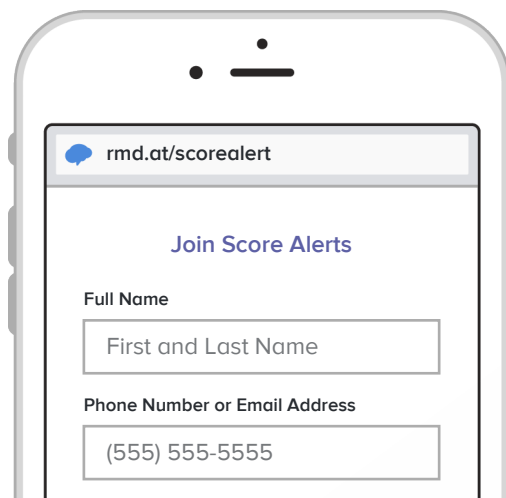 rmd.at/scorealert
Join Score Alerts
Full Name
First and Last Name
Phone Number or Email Address
(555) 555-5555